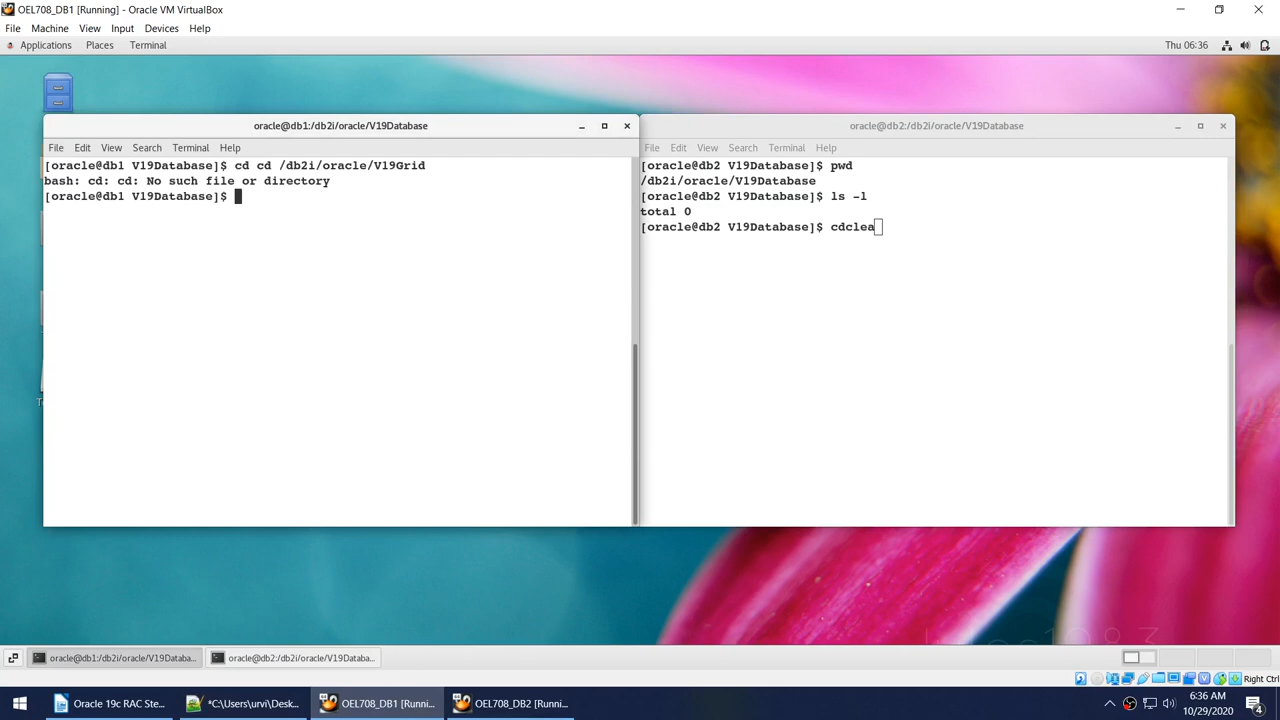 OEL708_DB1 [Running] - Oracle VM VirtualBox
File Machine View Input Devices Help
Applications Places Terminal
Thu 06:36
oracle@db1:/db2i/oracle/V19Database
File Edit View Search Terminal Help
[oracle@db1 V19Database]$ cd cd /db2i/oracle/V19Grid
bash: cd: cd: No such file or directory
[oracle@db1 V19Database]$
oracle@db2:/db2i/oracle/V19Database
File Edit View Search Terminal Help
[oracle@db2 V19Database]$ pwd
/db2i/oracle/V19Database
[oracle@db2 V19Database]$ ls -l
total 0
[oracle@db2 V19Database]$ cdclea
oracle@db1:/db2i/oracle/V19Databa...
oracle@db2:/db2i/oracle/V19Databa...
Right Ctrl
Oracle 19c RAC Ste...
*C:\Users\urvi\Desk...
OEL708_DB1 [Runni...
OEL708_DB2 [Runni...
6:36 AM
10/29/2020
4